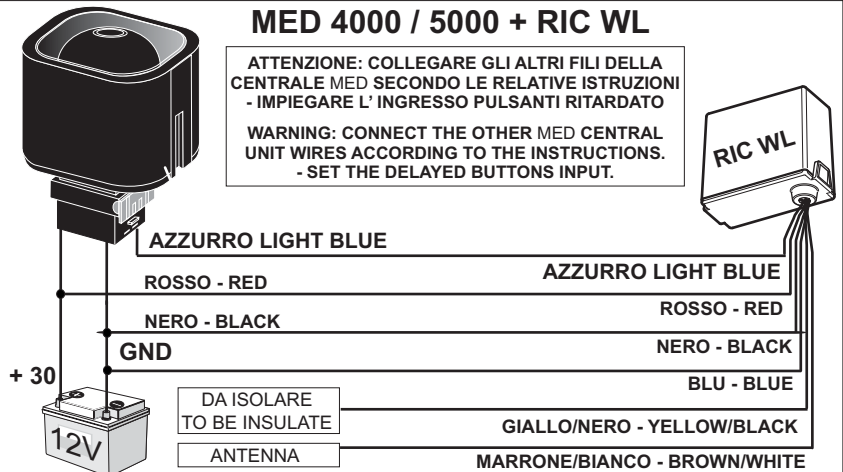 MED 4000 / 5000 + RIC WL
ATTENZIONE: COLLEGARE GLI ALTRI FILI DELLA
CENTRALE MED SECONDO LE RELATIVE ISTRUZIONI
- IMPIEGARE L' INGRESSO PULSANTI RITARDATO
WARNING: CONNECT THE OTHER MED CENTRAL
UNIT WIRES ACCORDING TO THE INSTRUCTIONS.
- SET THE DELAYED BUTTONS INPUT.
RIC WL
AZZURRO LIGHT BLUE
AZZURRO LIGHT BLUE
ROSSO - RED
ROSSO - RED
NERO - BLACK
NERO - BLACK
GND
+ 30
BLU - BLUE
12V
DA ISOLARE
TO BE INSULATE
GIALLO/NERO - YELLOW/BLACK
ANTENNA
MARRONE/BIANCO - BROWN/WHITE